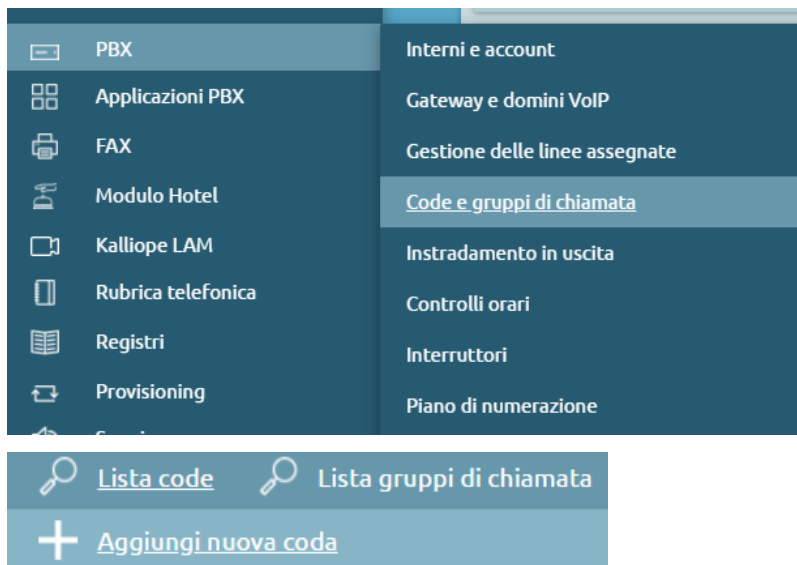 PBX
Applicazioni PBX
FAX
Modulo Hotel
Kalliope LAM
Rubrica telefonica
Registri
Provisioning
Interni e account
Gateway e domini VoIP
Gestione delle linee assegnate
Code e gruppi di chiamata
Instradamento in uscita
Controlli orari
Interruttori
Piano di numerazione
Lista code Lista gruppi di chiamata
Aggiungi nuova coda